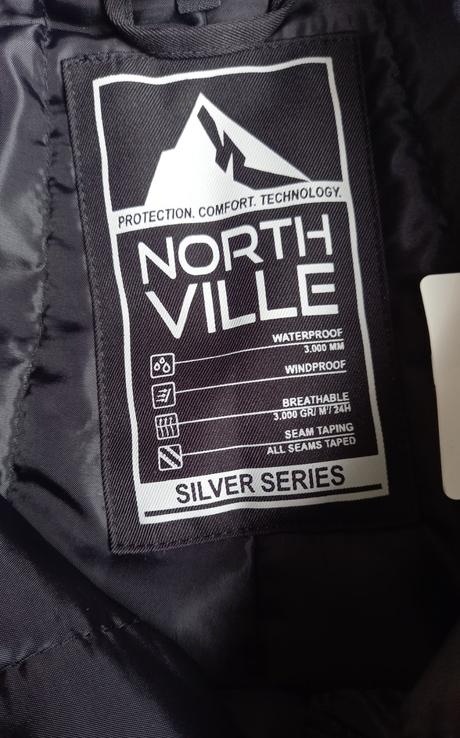 PROTECTION. COMFORT. TECHNOLOGY.
NORTH
VILLE
WATERPROOF
3.000 MM
WINDPROOF
BREATHABLE
3.000 GR/ M²/ 24H
SEAM TAPING
ALL SEAMS TAPED
SILVER SERIES